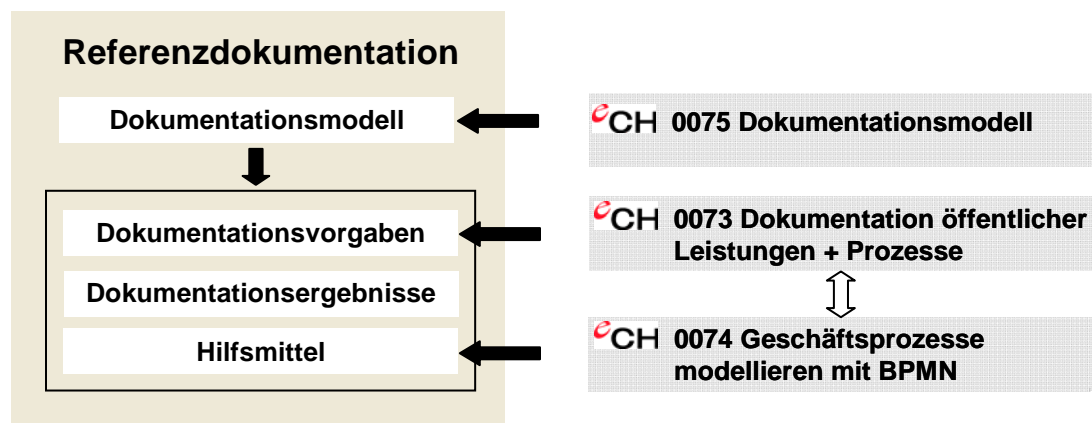 Referenzdokumentation
Dokumentationsmodell
Dokumentationsvorgaben
Dokumentationsergebnisse
Hilfsmittel
eCH 0075 Dokumentationsmodell
eCH 0073 Dokumentation öffentlicher
Leistungen + Prozesse
eCH 0074 Geschäftsprozesse
modellieren mit BPMN